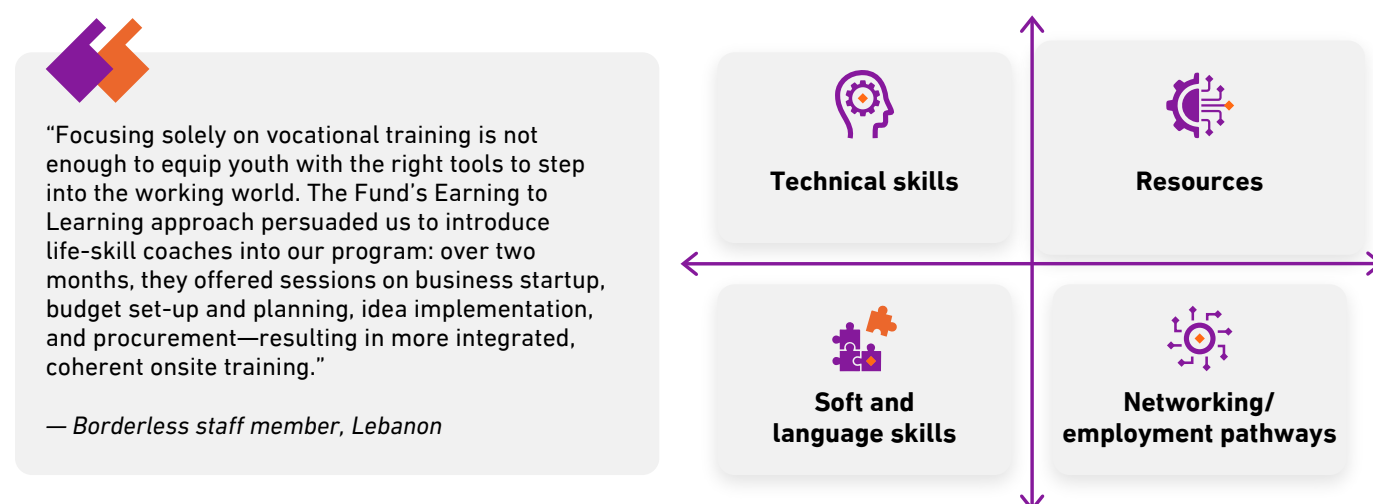 “Focusing solely on vocational training is not
enough to equip youth with the right tools to step
into the working world. The Fund’s Earning to
Learning approach persuaded us to introduce
life-skill coaches into our program: over two
months, they offered sessions on business startup,
budget set-up and planning, idea implementation,
and procurement—resulting in more integrated,
coherent onsite training.”
— Borderless staff member, Lebanon
Technical skills
Resources
Soft and
language skills
Networking/
employment pathways